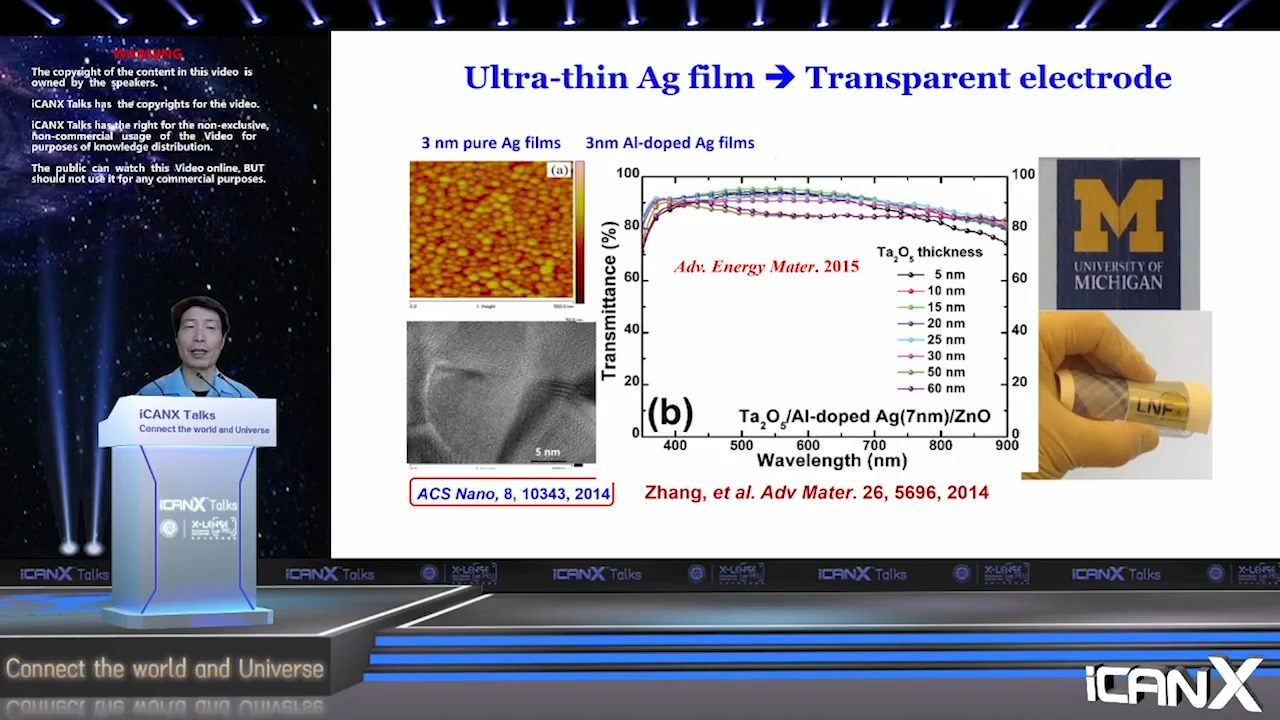 WARNING
The copyright of the content in this video is
owned by the speakers.
iCANX Talks has the copyrights for the video.
iCANX Talks has the right for the non-exclusive,
non-commercial usage of the Video for
purposes of knowledge distribution.
The public can watch this Video online, BUT
should not use it for any commercial purposes.
Ultra-thin Ag film ➔ Transparent electrode
3 nm pure Ag films
3nm Al-doped Ag films
(a)
5 nm
ACS Nano, 8, 10343, 2014
100
80
60
40
20
0
Transmittance (%)
Adv. Energy Mater. 2015
Ta2O5 thickness
5 nm
10 nm
15 nm
20 nm
25 nm
30 nm
50 nm
60 nm
(b)
Ta2O5/Al-doped Ag(7nm)/ZnO
100
80
60
40
20
0
400 500 600 700 800 900
Wavelength (nm)
Zhang, et al. Adv Mater. 26, 5696, 2014
M
UNIVERSITY OF
MICHIGAN
LNF
iCANX Talks
Connect the world and Universe
iCANX Talks
X-LENSE
iCANX Talks
iCANX Talks
X-LENSE
iCANX Talks
X-LENSE
iCANX Talks
X-LENSE
iCANX Talks
X-LENSE
Connect the world and Universe
iCANX